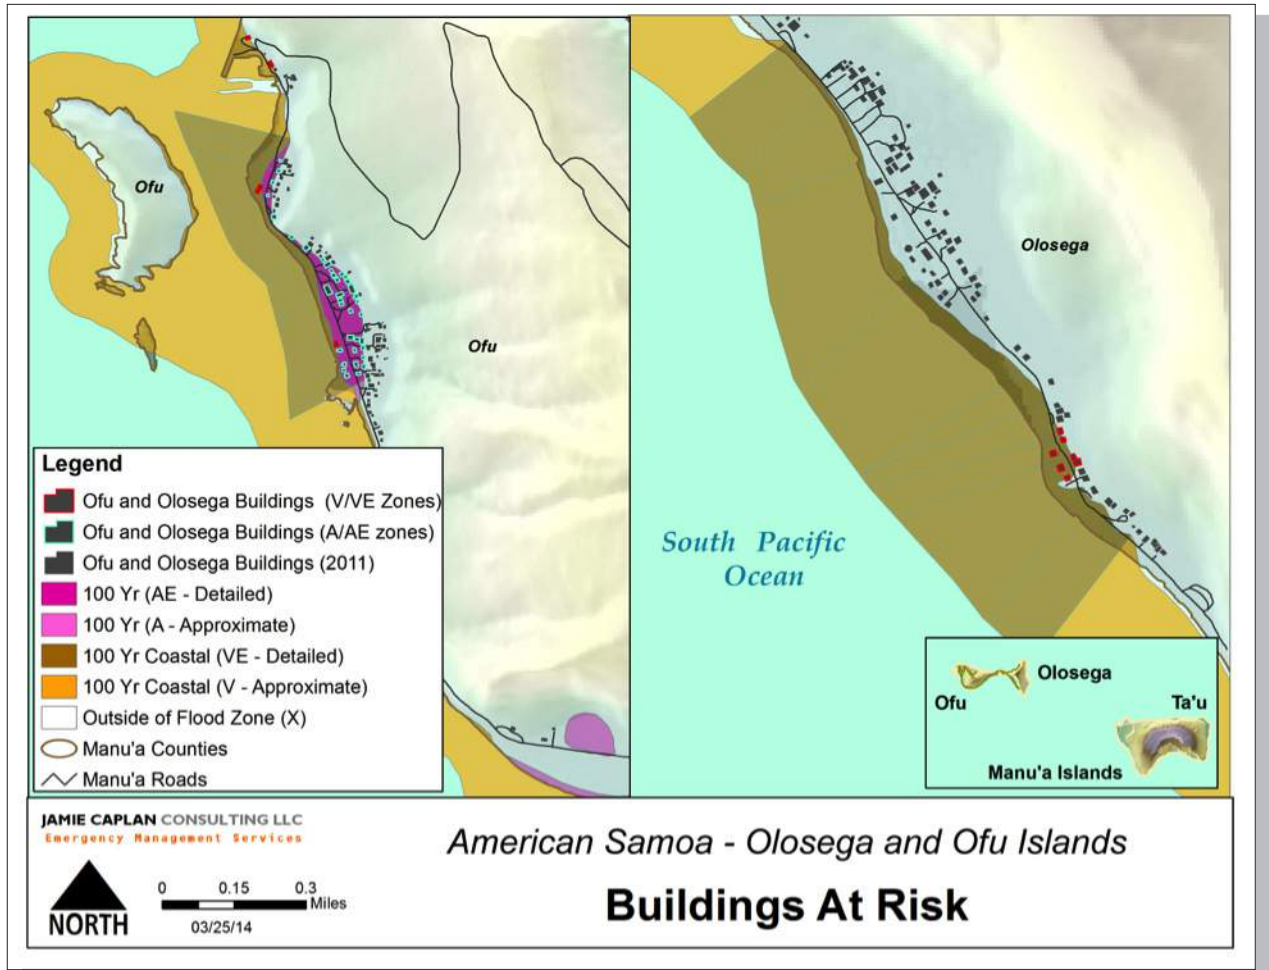 Ofu
Ofu
Olosega
South Pacific
Ocean
Legend
Ofu and Olosega Buildings (V/VE Zones)
Ofu and Olosega Buildings (A/AE zones)
Ofu and Olosega Buildings (2011)
100 Yr (AE - Detailed)
100 Yr (A - Approximate)
100 Yr Coastal (VE - Detailed)
100 Yr Coastal (V - Approximate)
Outside of Flood Zone (X)
Manu'a Counties
Manu'a Roads
Olosega
Ofu
Ta'u
Manu'a Islands
JAMIE CAPLAN CONSULTING LLC
Emergency Management Services
NORTH
0 0.15 0.3
Miles
03/25/14
American Samoa - Olosega and Ofu Islands
Buildings At Risk